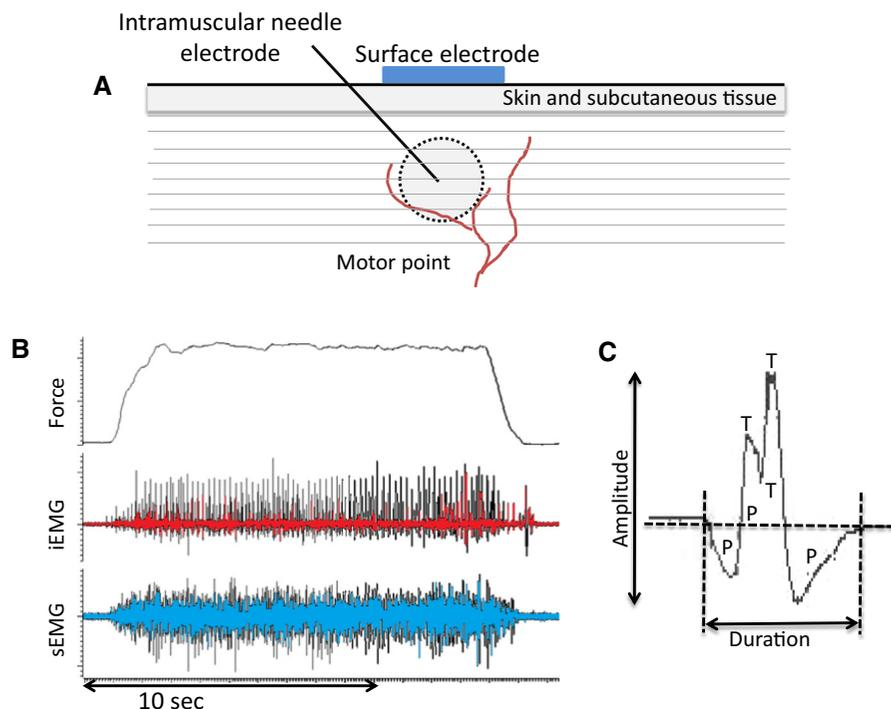 Intramuscular needle
electrode
Surface electrode
A
Skin and subcutaneous tissue
Motor point
B
Force
iEMG
sEMG
10 sec
C
Amplitude
T
T
T
P
P
P
Duration